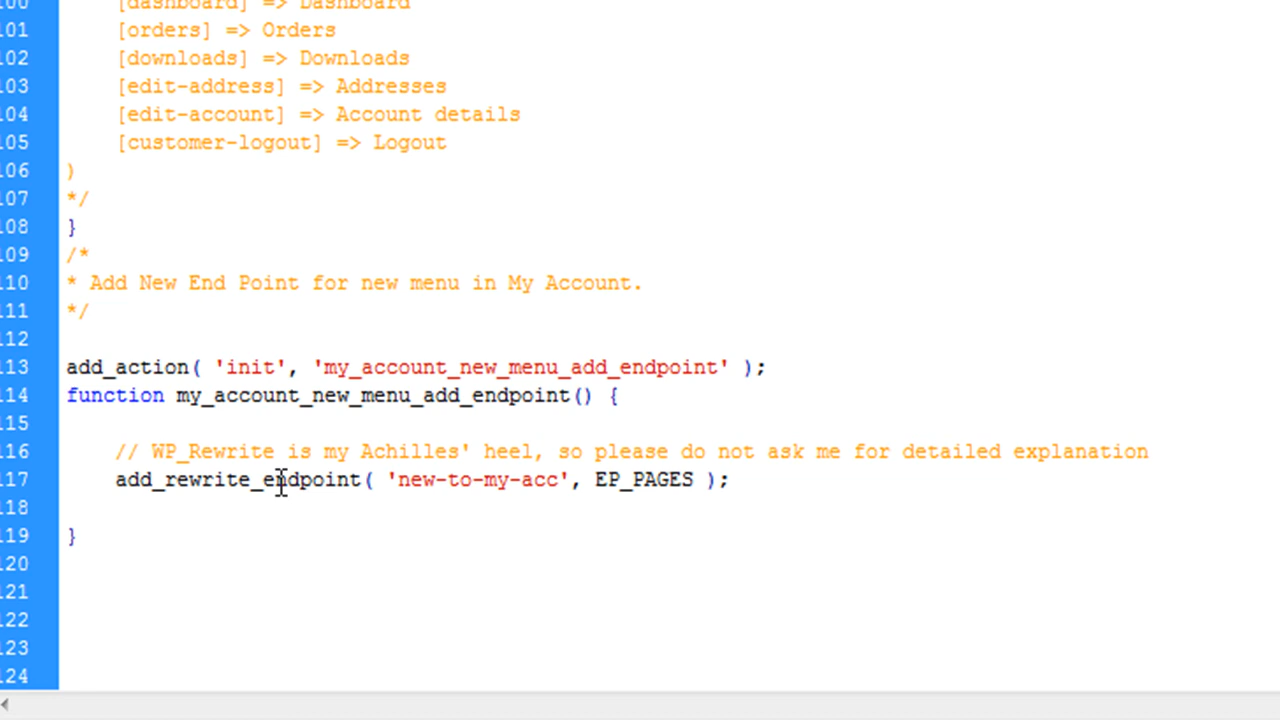 100 [dashboard] => Dashboard
101 [orders] => Orders
102 [downloads] => Downloads
103 [edit-address] => Addresses
104 [edit-account] => Account details
105 [customer-logout] => Logout
106 )
107 */
108 }
109 /*
110 * Add New End Point for new menu in My Account.
111 */
112
113 add_action( 'init', 'my_account_new_menu_add_endpoint' );
114 function my_account_new_menu_add_endpoint() {
115
116 // WP_Rewrite is my Achilles' heel, so please do not ask me for detailed explanation
117 add_rewrite_endpoint( 'new-to-my-acc', EP_PAGES );
118
119 }
120
121
122
123
124